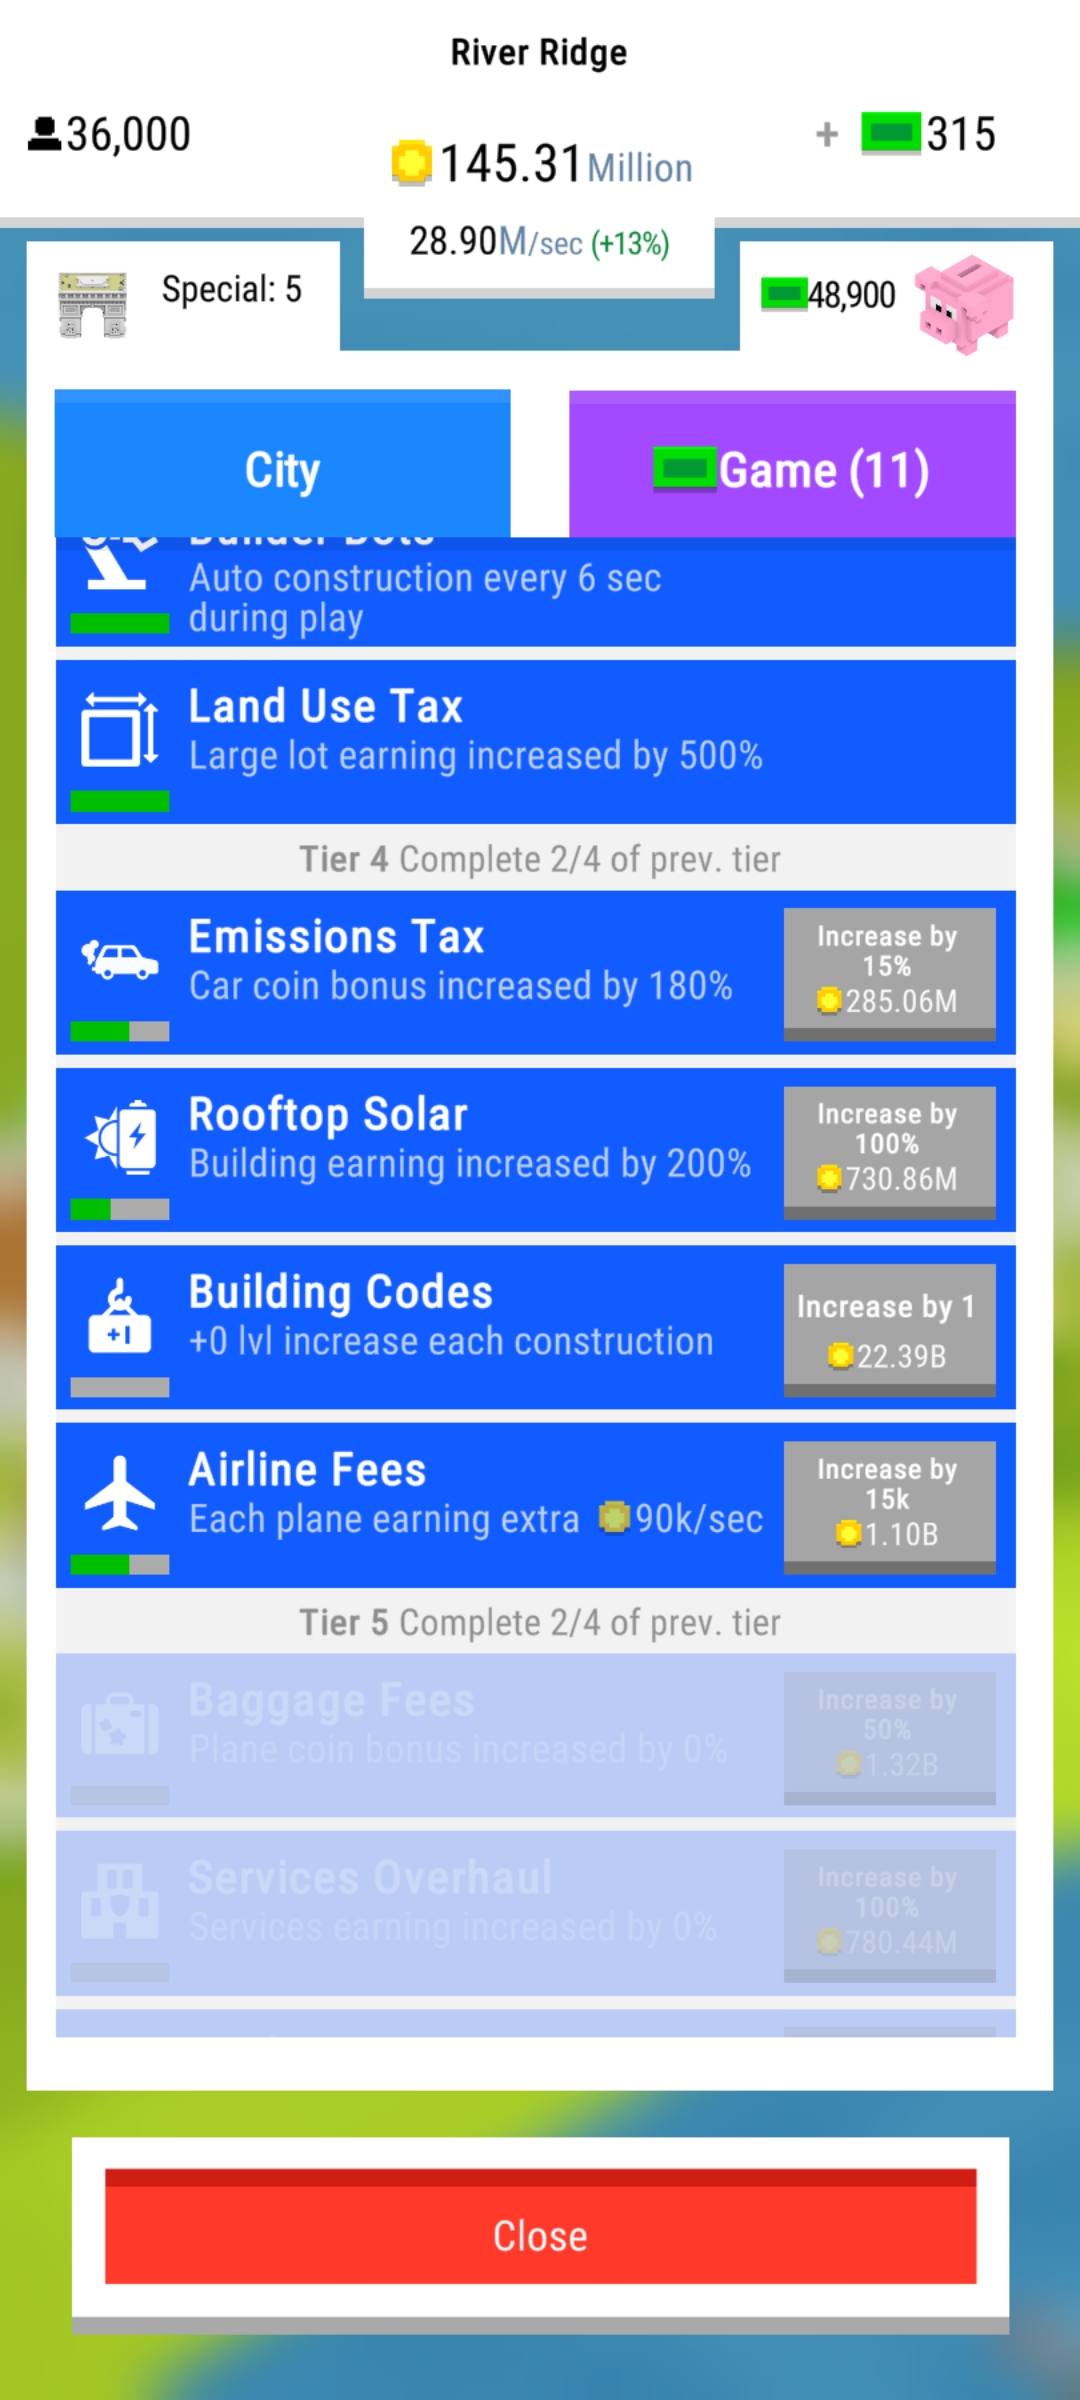 River Ridge
36,000
145.31 Million
+ 315
28.90M/sec (+13%)
Special: 5
48,900
City
Game (11)
Builder Bots
Auto construction every 6 sec
during play
Land Use Tax
Large lot earning increased by 500%
Tier 4 Complete 2/4 of prev. tier
Emissions Tax
Car coin bonus increased by 180%
Increase by
15%
285.06M
Rooftop Solar
Building earning increased by 200%
Increase by
100%
730.86M
Building Codes
+0 lvl increase each construction
+1
Increase by 1
22.39B
Airline Fees
Each plane earning extra 90k/sec
Increase by
15k
1.10B
Tier 5 Complete 2/4 of prev. tier
Baggage Fees
Plane coin bonus increased by 0%
Increase by
50%
1.32B
Services Overhaul
Services earning increased by 0%
Increase by
100%
780.44M
Close